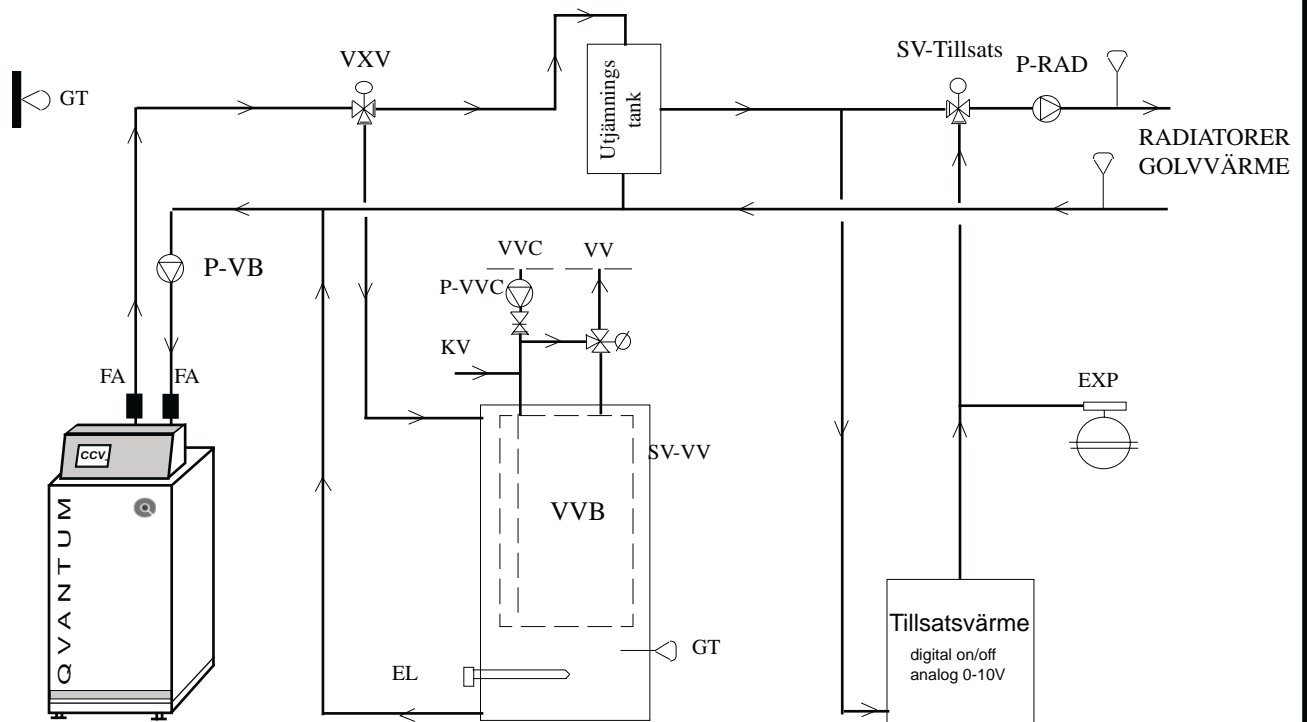 VXV
SV-Tillsats
P-RAD
GT
Utjämnings
tank
RADIATORER
GOLVVÄRME
P-VB
VVC
VV
P-VVC
KV
FA
FA
EXP
CCV
SV-VV
QVANTUM
VVB
Tillsatsvärme
digital on/off
analog 0-10V
GT
EL